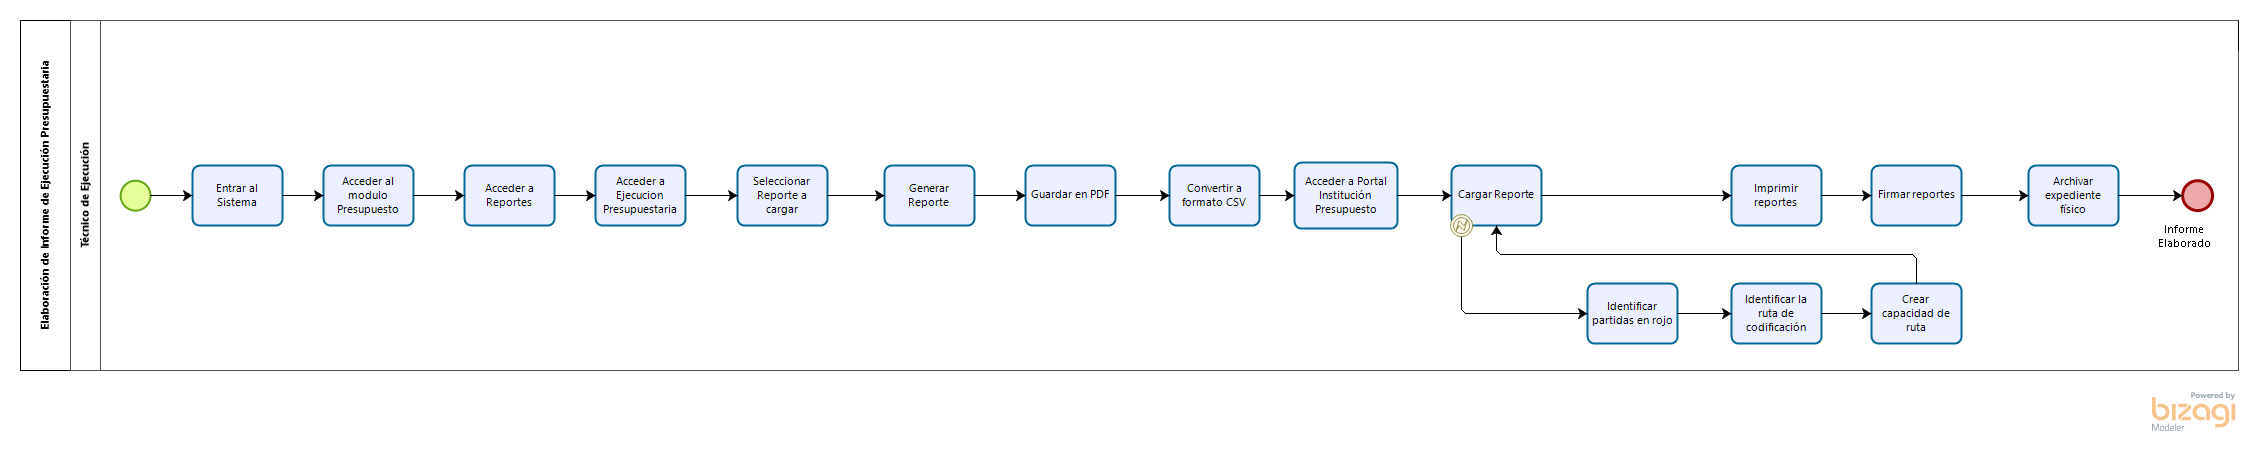 Elaboración de Informe de Ejecución Presupuestaria
Técnico de Ejecución
Entrar al
Sistema
Acceder al
modulo
Presupuesto
Acceder a
Reportes
Acceder a
Ejecucion
Presupuestaria
Seleccionar
Reporte a
cargar
Generar
Reporte
Guardar en PDF
Convertir a
formato CSV
Acceder a Portal
Institución
Presupuesto
Cargar Reporte
Imprimir
reportes
Firmar reportes
Archivar
expediente
físico
Informe
Elaborado
Identificar
partidas en rojo
Identificar la
ruta de
codificación
Crear
capacidad de
ruta
Powered by
bizagi
Modeler